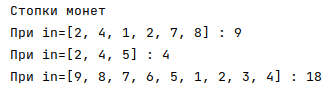 Стопки монет
При in=[2, 4, 1, 2, 7, 8] : 9
При in=[2, 4, 5] : 4
При in=[9, 8, 7, 6, 5, 1, 2, 3, 4] : 18